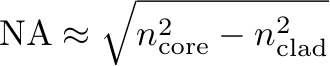 NA ≈ √(n²_core − n²_clad)